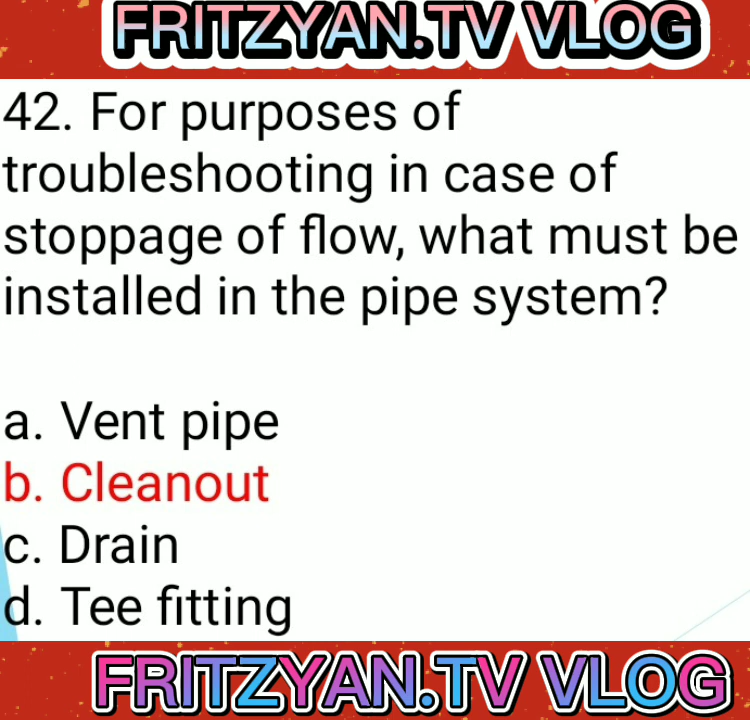 FRITZYAN.TV VLOG
42. For purposes of
troubleshooting in case of
stoppage of flow, what must be
installed in the pipe system?
a. Vent pipe
b. Cleanout
c. Drain
d. Tee fitting
FRITZYAN.TV VLOG